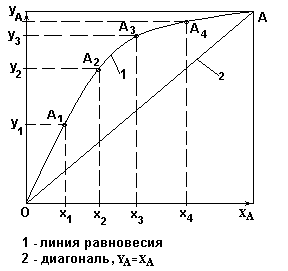 yA
A
y3
A3
A4
y2
A2
1
2
y1
A1
0
x1
x2
x3
x4
XA
1 - линия равновесия
2 - диагональ, YA=XA